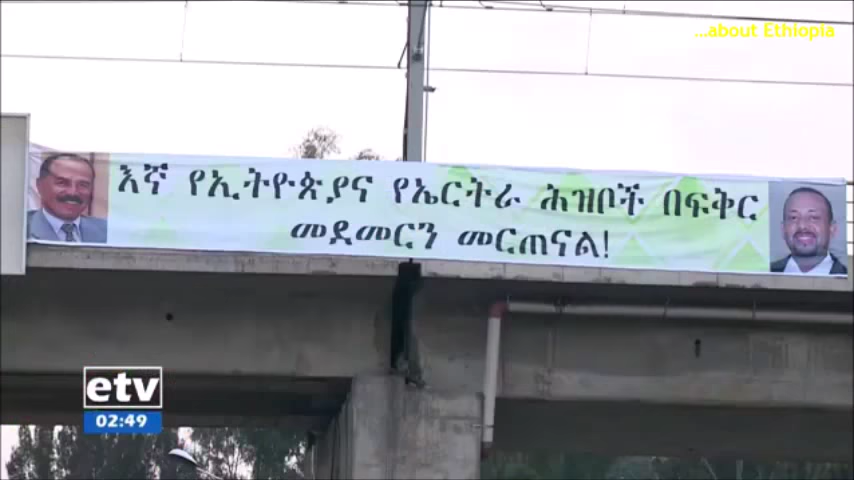 ...about Ethiopia
እኛ የኢትዮጵያና የኤርትራ ሕዝቦች በፍቅር
መደመርን መርጠናል!
etv
02:49